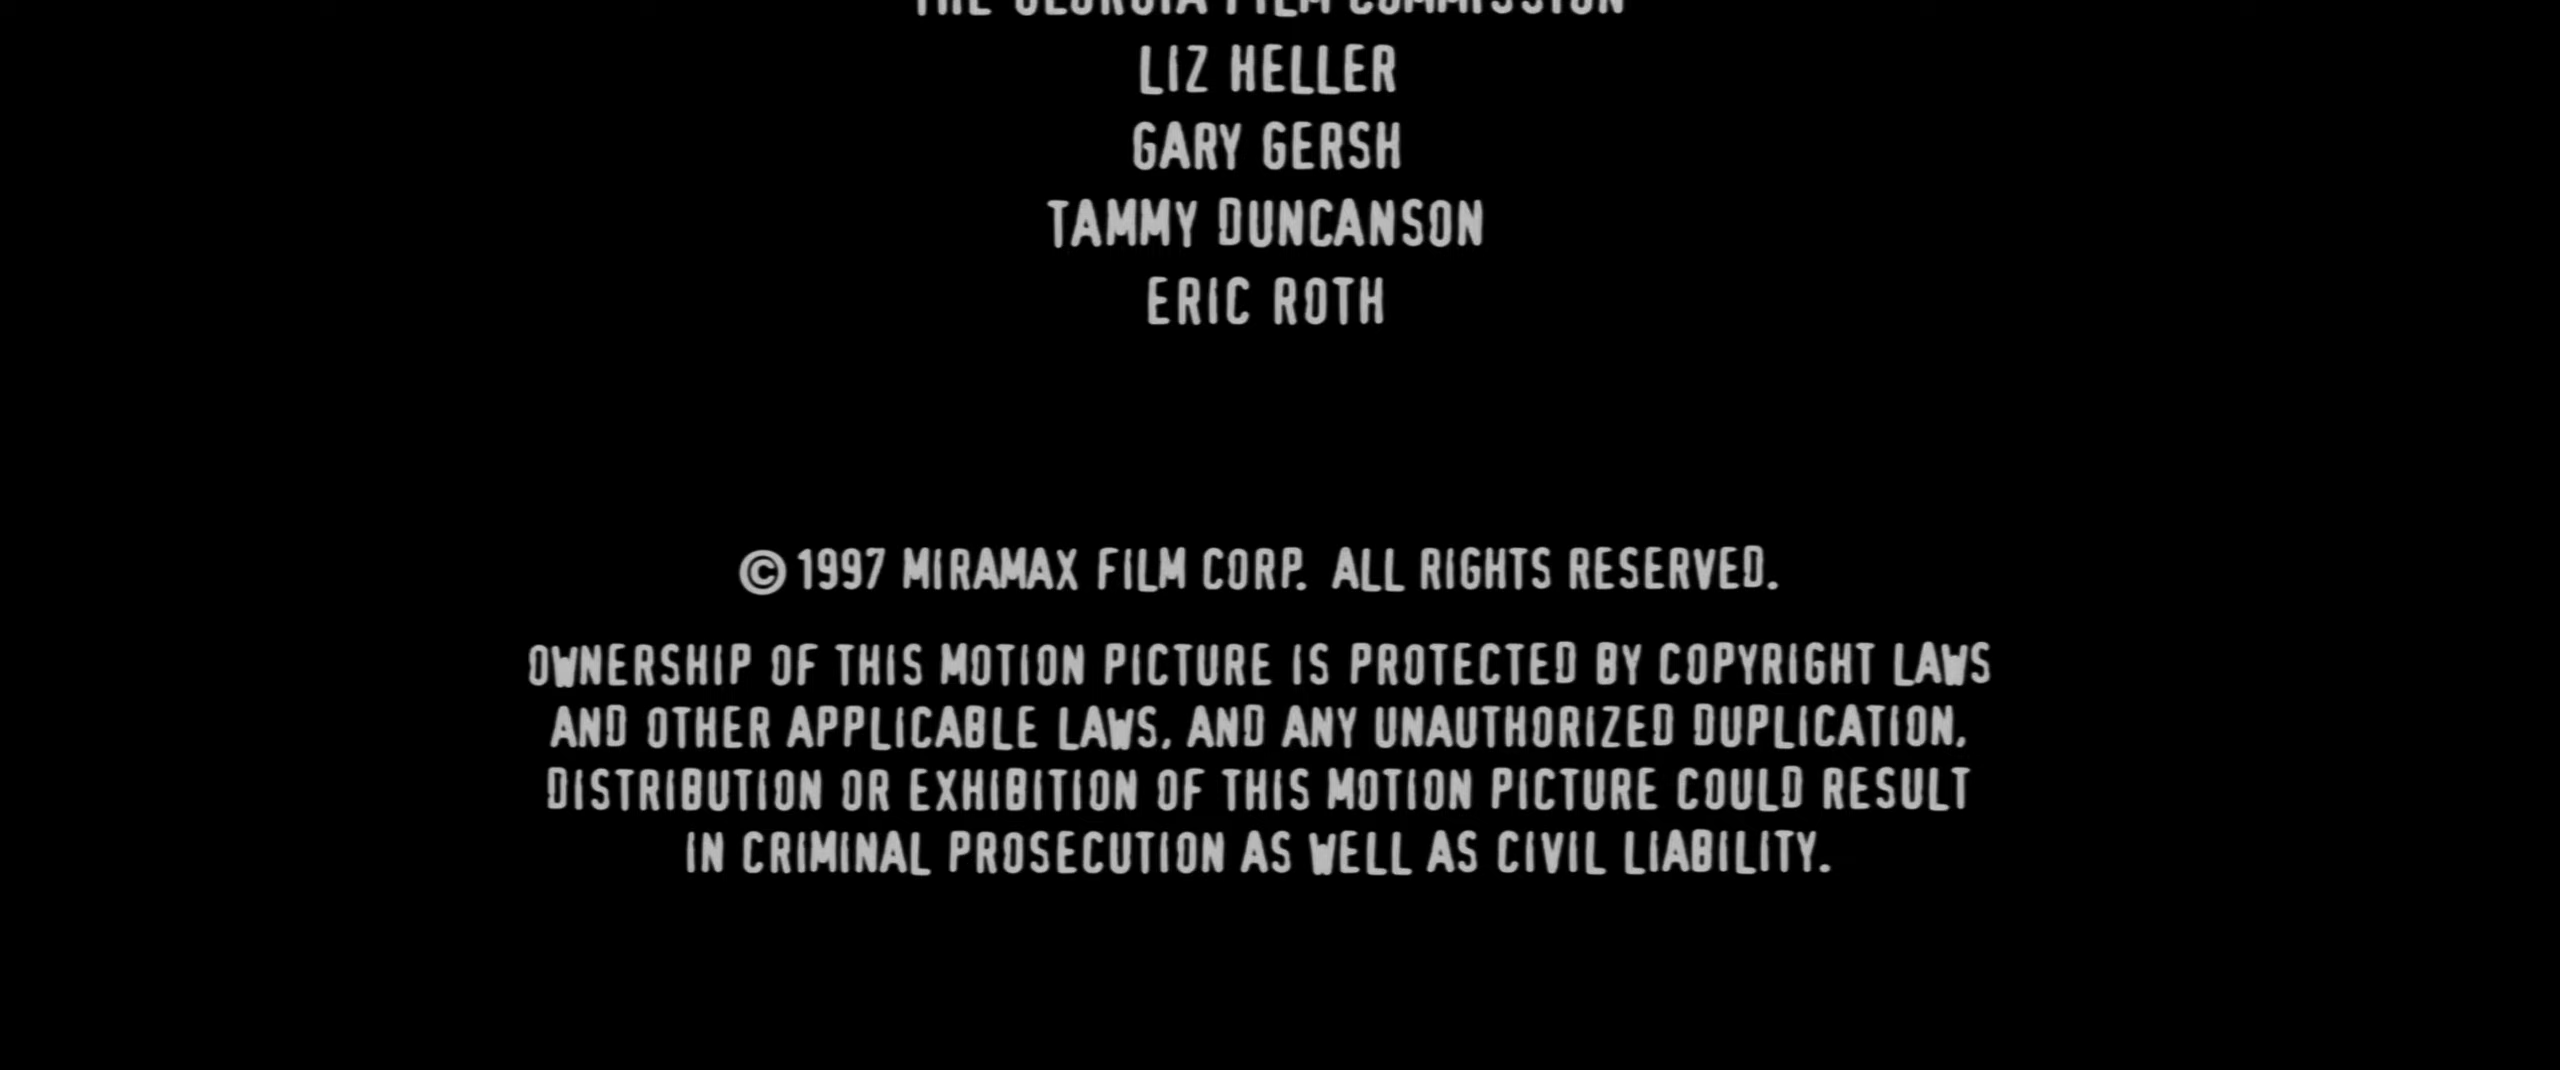 THE GEORGIA FILM COMMISSION
LIZ HELLER
GARY GERSH
TAMMY DUNCANSON
ERIC ROTH
© 1997 MIRAMAX FILM CORP. ALL RIGHTS RESERVED.
OWNERSHIP OF THIS MOTION PICTURE IS PROTECTED BY COPYRIGHT LAWS
AND OTHER APPLICABLE LAWS, AND ANY UNAUTHORIZED DUPLICATION,
DISTRIBUTION OR EXHIBITION OF THIS MOTION PICTURE COULD RESULT
IN CRIMINAL PROSECUTION AS WELL AS CIVIL LIABILITY.